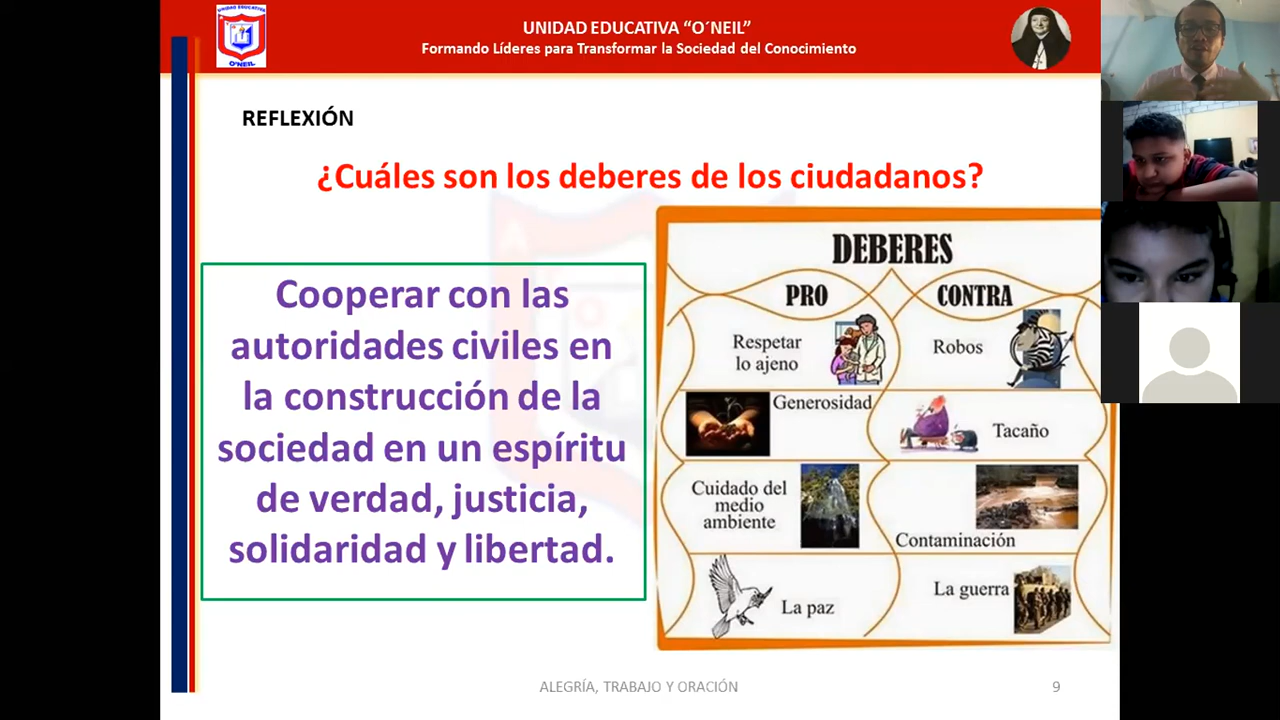 UNIDAD EDUCATIVA
O´NEIL
UNIDAD EDUCATIVA “O´NEIL”
Formando Líderes para Transformar la Sociedad del Conocimiento
REFLEXIÓN
¿Cuáles son los deberes de los ciudadanos?
Cooperar con las
autoridades civiles en
la construcción de la
sociedad en un espíritu
de verdad, justicia,
solidaridad y libertad.
DEBERES
PRO
CONTRA
Respetar
lo ajeno
Robos
Generosidad
Tacaño
Cuidado del
medio
ambiente
Contaminación
La paz
La guerra
ALEGRÍA, TRABAJO Y ORACIÓN
9